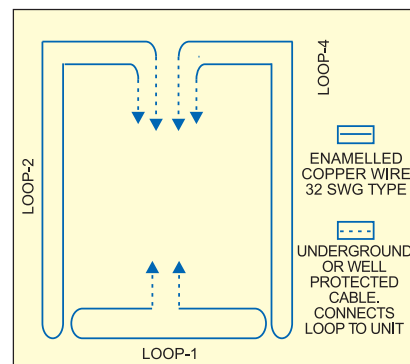 LOOP-2
LOOP-4
LOOP-1
ENAMELLED
COPPER WIRE
32 SWG TYPE
UNDERGROUND
OR WELL
PROTECTED
CABLE.
CONNECTS
LOOP TO UNIT